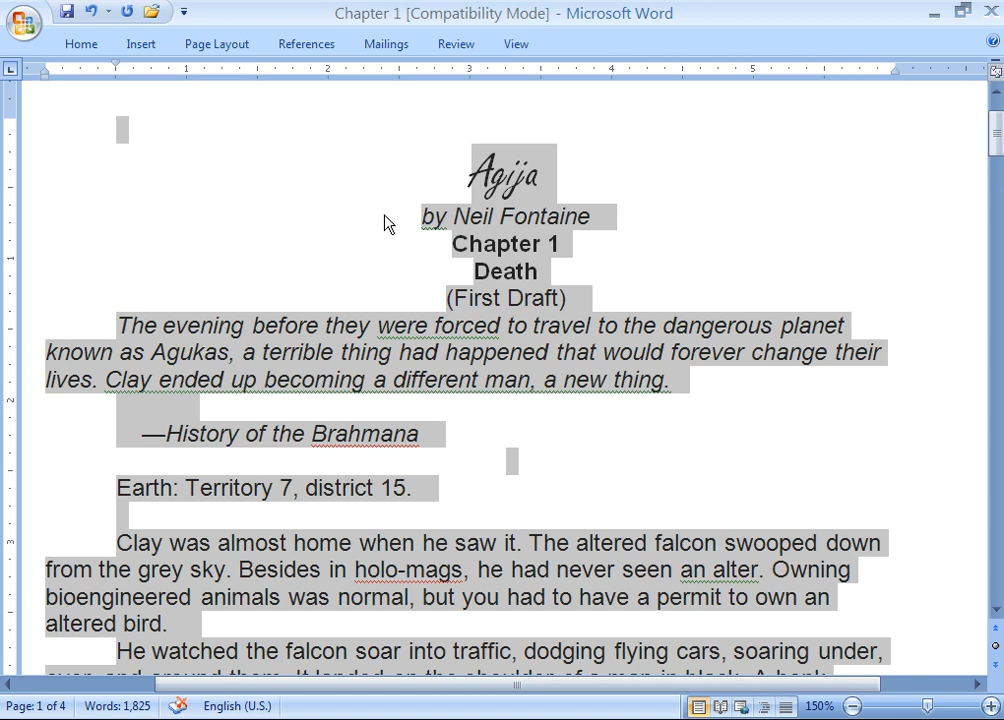 Chapter 1 [Compatibility Mode] - Microsoft Word
Home Insert Page Layout References Mailings Review View
1 2 3 4 5
Agija
by Neil Fontaine
Chapter 1
Death
(First Draft)
The evening before they were forced to travel to the dangerous planet
known as Agukas, a terrible thing had happened that would forever change their
lives. Clay ended up becoming a different man, a new thing.
—History of the Brahmana
Earth: Territory 7, district 15.
Clay was almost home when he saw it. The altered falcon swooped down
from the grey sky. Besides in holo-mags, he had never seen an alter. Owning
bioengineered animals was normal, but you had to have a permit to own an
altered bird.
He watched the falcon soar into traffic, dodging flying cars, soaring under,
Page: 1 of 4 Words: 1,825 English (U.S.) 150%